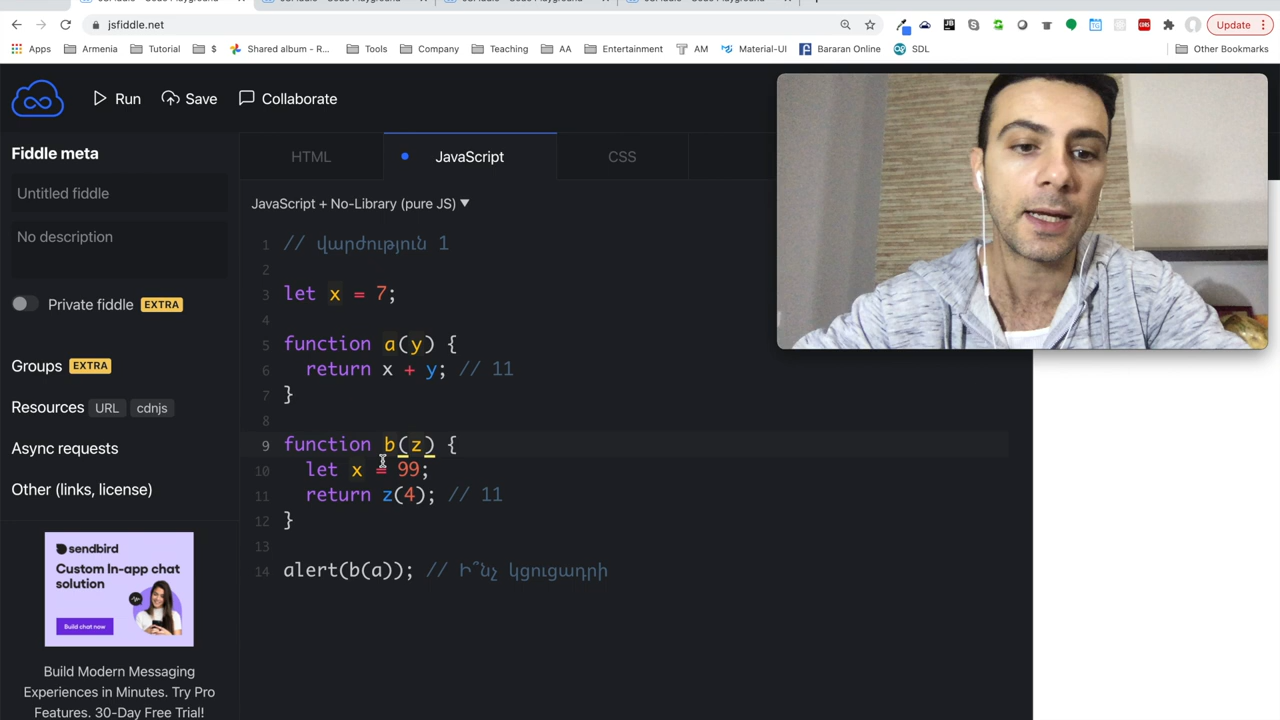 jsfiddle.net
Update
Apps
Armenia
Tutorial
$
Shared album - R...
Tools
Company
Teaching
AA
Entertainment
AM
Material-UI
Bararan Online
SDL
Other Bookmarks
Run
Save
Collaborate
Fiddle meta
Untitled fiddle
No description
Private fiddle EXTRA
Groups EXTRA
Resources URL cdnjs
Async requests
Other (links, license)
sendbird
Custom In-app chat
solution
Build chat now
Build Modern Messaging
Experiences in Minutes. Try Pro
Features. 30-Day Free Trial!
HTML
JavaScript
CSS
JavaScript + No-Library (pure JS) ▼
1 // վարժություն 1
2
3 let x = 7;
4
5 function a(y) {
6 return x + y; // 11
7 }
8
9 function b(z) {
10 let x = 99;
11 return z(4); // 11
12 }
13
14 alert(b(a)); // Ի՞նչ կցուցադրի